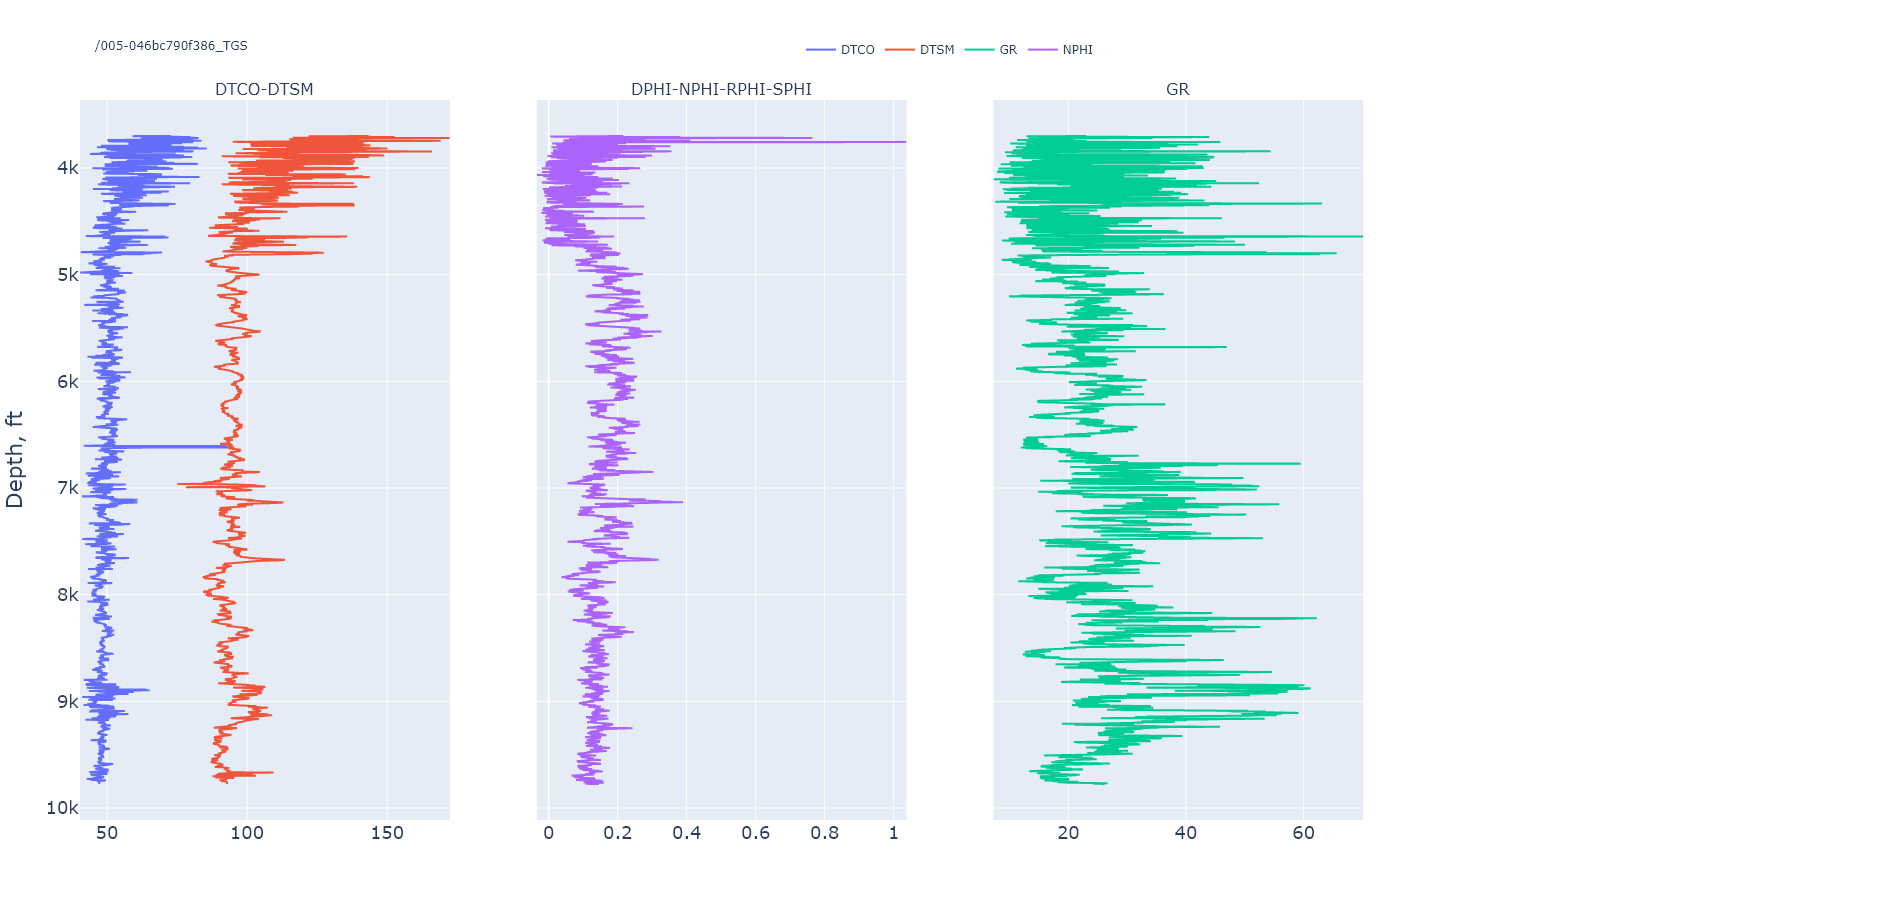 /005-046bc790f386_TGS
DTCO DTSM GR NPHI
DTCO-DTSM
DPHI-NPHI-RPHI-SPHI
GR
Depth, ft
4k
5k
6k
7k
8k
9k
10k
50 100 150
0 0.2 0.4 0.6 0.8 1
20 40 60